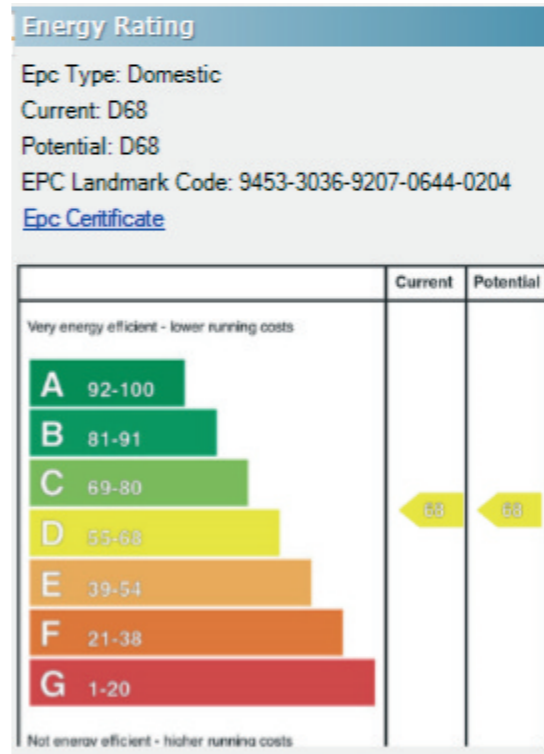 Energy Rating
Epc Type: Domestic
Current: D68
Potential: D68
EPC Landmark Code: 9453-3036-9207-0644-0204
Epc Ceritificate
Current Potential
Very energy efficient - lower running costs
A 92-100
B 81-91
C 69-80
D 55-68
68 68
E 39-54
F 21-38
G 1-20
Not energy efficient - higher running costs